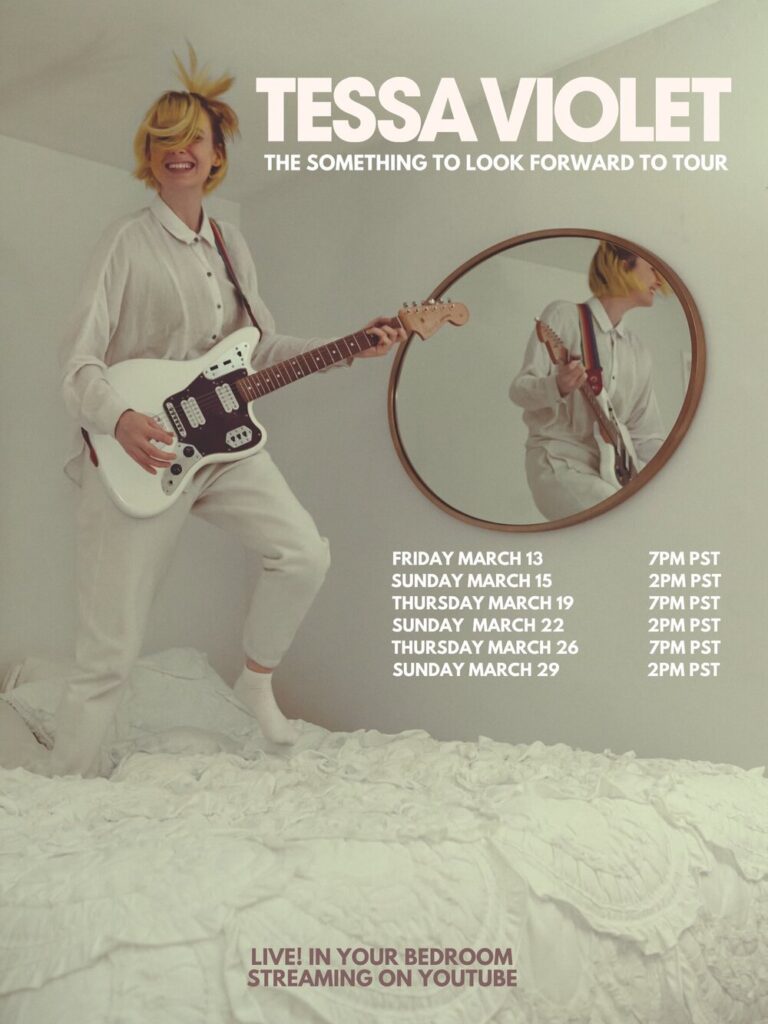 TESSA VIOLET
THE SOMETHING TO LOOK FORWARD TO TOUR
FRIDAY MARCH 13 7PM PST
SUNDAY MARCH 15 2PM PST
THURSDAY MARCH 19 7PM PST
SUNDAY MARCH 22 2PM PST
THURSDAY MARCH 26 7PM PST
SUNDAY MARCH 29 2PM PST
LIVE! IN YOUR BEDROOM
STREAMING ON YOUTUBE